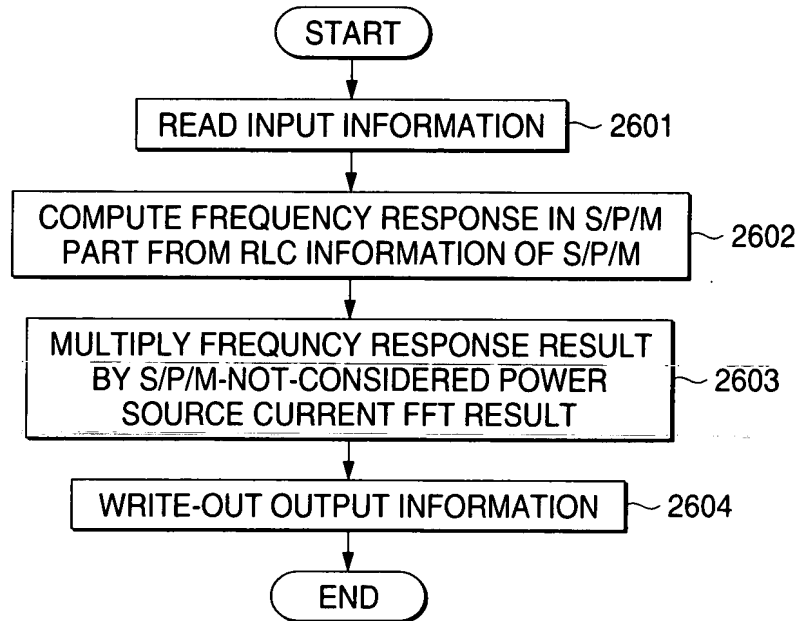 START
READ INPUT INFORMATION
2601
COMPUTE FREQUENCY RESPONSE IN S/P/M
PART FROM RLC INFORMATION OF S/P/M
2602
MULTIPLY FREQUNCY RESPONSE RESULT
BY S/P/M-NOT-CONSIDERED POWER
SOURCE CURRENT FFT RESULT
2603
WRITE-OUT OUTPUT INFORMATION
2604
END